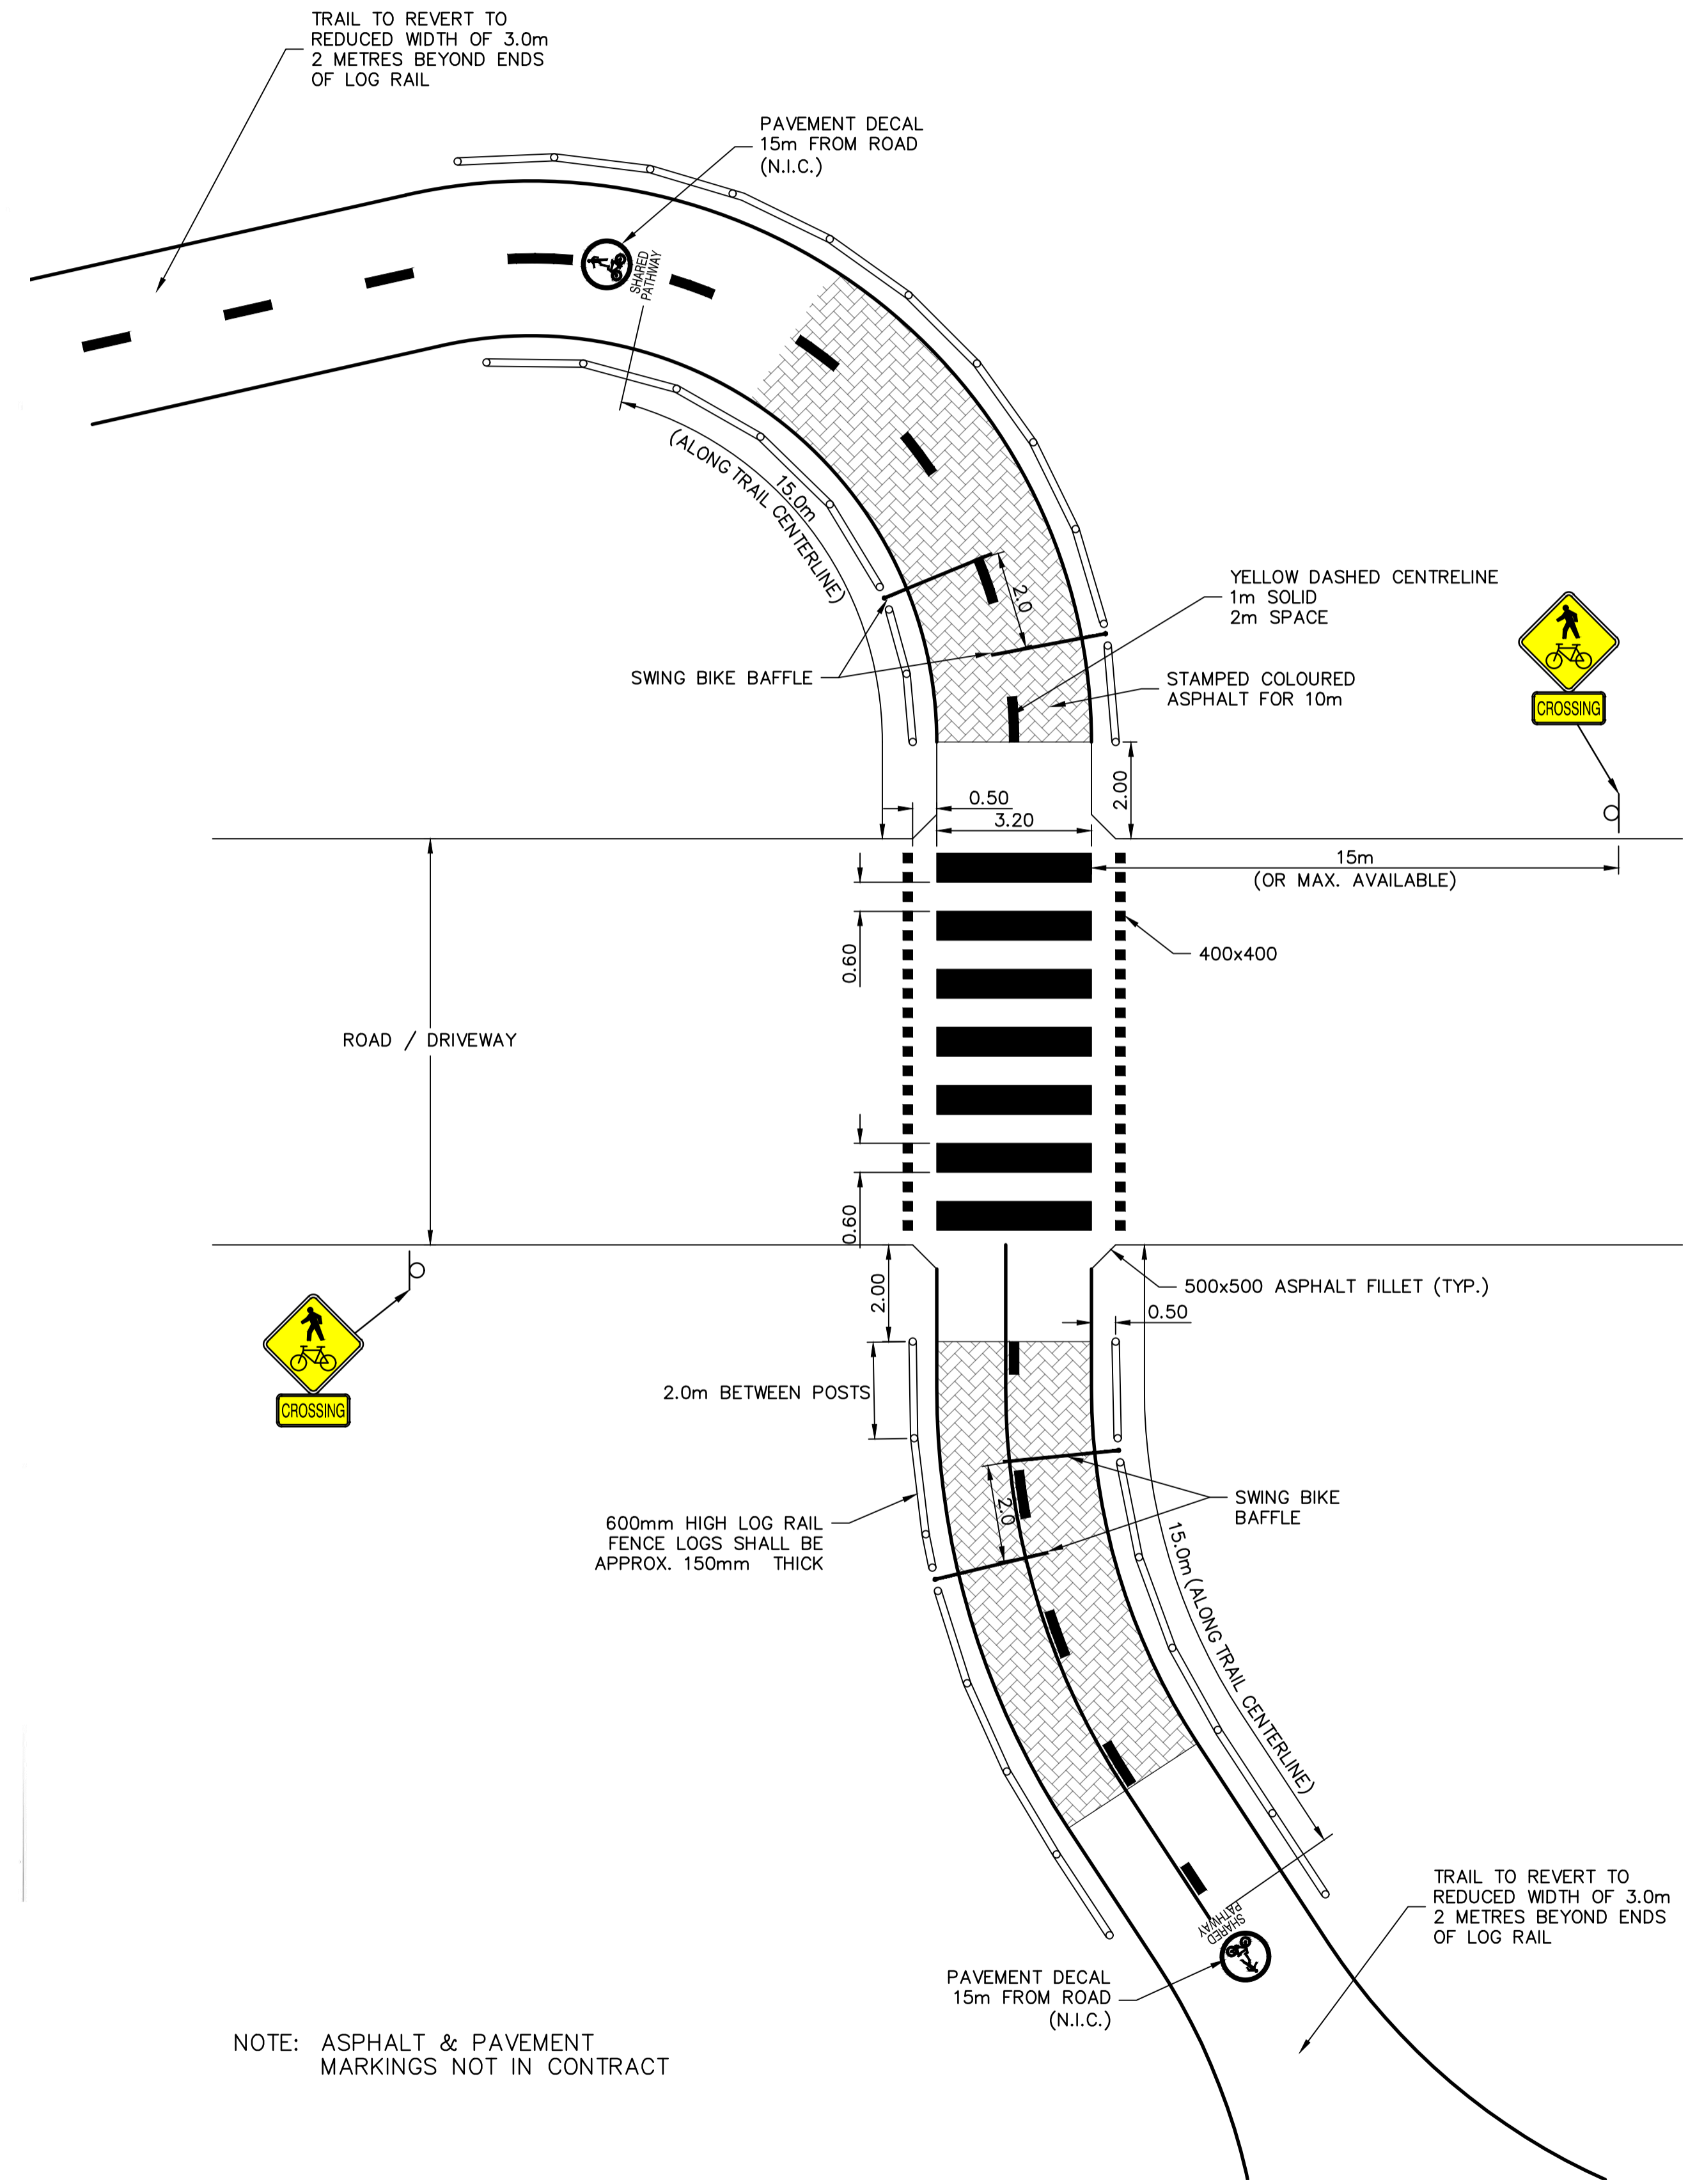 TRAIL TO REVERT TO
REDUCED WIDTH OF 3.0m
2 METRES BEYOND ENDS
OF LOG RAIL
PAVEMENT DECAL
15m FROM ROAD
(N.I.C.)
SHARED
PATHWAY
15.0m
(ALONG TRAIL CENTERLINE)
2.0
YELLOW DASHED CENTRELINE
1m SOLID
2m SPACE
SWING BIKE BAFFLE
STAMPED COLOURED
ASPHALT FOR 10m
CROSSING
2.00
0.50
3.20
15m
(OR MAX. AVAILABLE)
0.60
400x400
ROAD / DRIVEWAY
0.60
2.00
500x500 ASPHALT FILLET (TYP.)
0.50
CROSSING
2.0m BETWEEN POSTS
2.0
SWING BIKE
BAFFLE
600mm HIGH LOG RAIL
FENCE LOGS SHALL BE
APPROX. 150mm THICK
15.0m (ALONG TRAIL CENTERLINE)
TRAIL TO REVERT TO
REDUCED WIDTH OF 3.0m
2 METRES BEYOND ENDS
OF LOG RAIL
SHARED
PATHWAY
PAVEMENT DECAL
15m FROM ROAD
(N.I.C.)
NOTE: ASPHALT & PAVEMENT
MARKINGS NOT IN CONTRACT